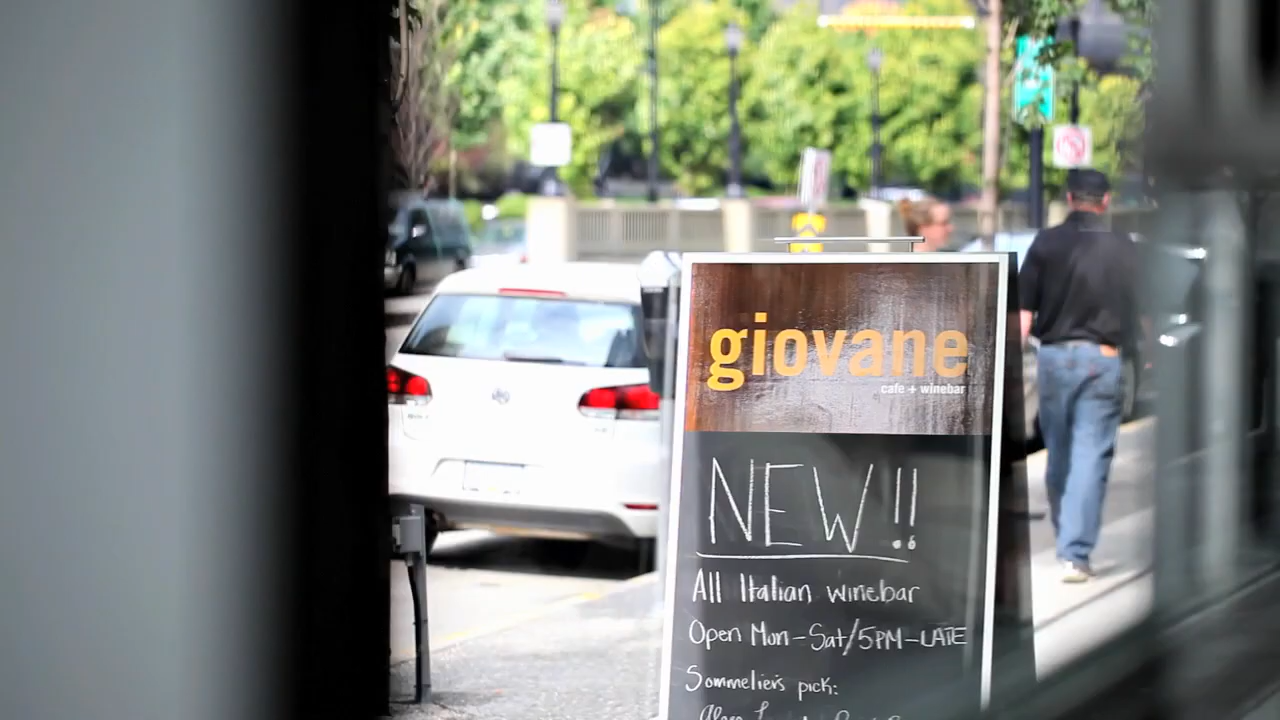 giovane
cafe + winebar
NEW!!
All Italian winebar
Open Mon-Sat/5PM-LATE
Sommelier's pick: